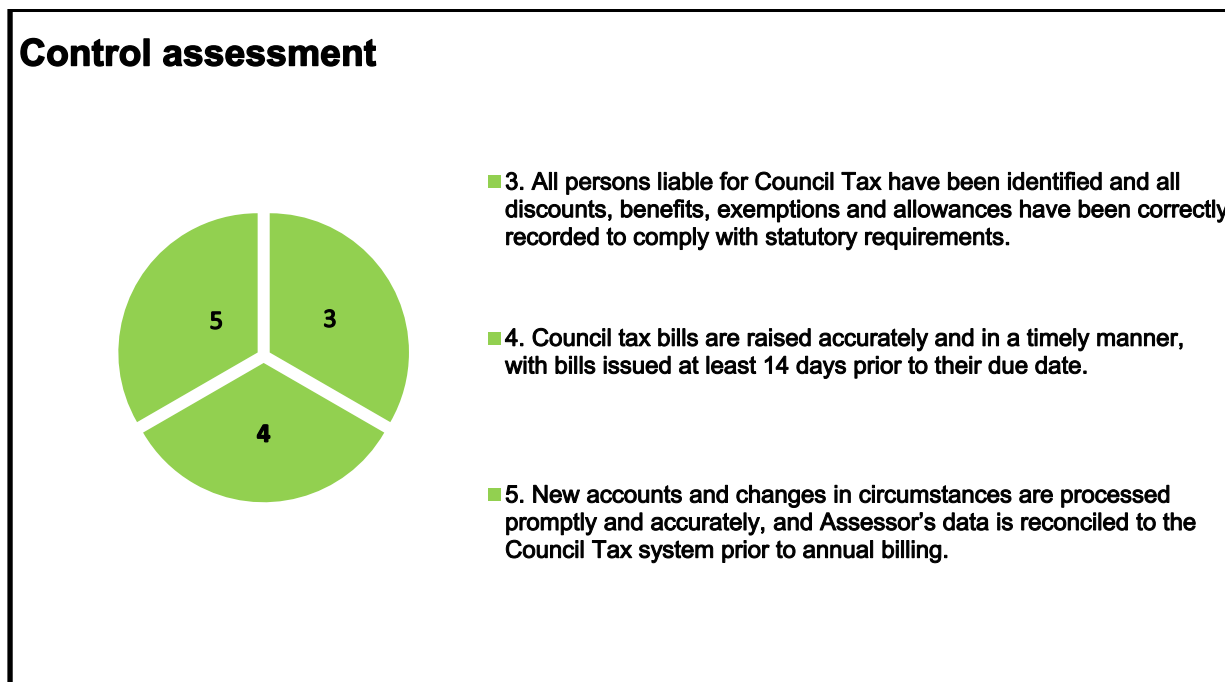 Control assessment
3. All persons liable for Council Tax have been identified and all
discounts, benefits, exemptions and allowances have been correctly
recorded to comply with statutory requirements.
5
3
4. Council tax bills are raised accurately and in a timely manner,
with bills issued at least 14 days prior to their due date.
4
5. New accounts and changes in circumstances are processed
promptly and accurately, and Assessor’s data is reconciled to the
Council Tax system prior to annual billing.